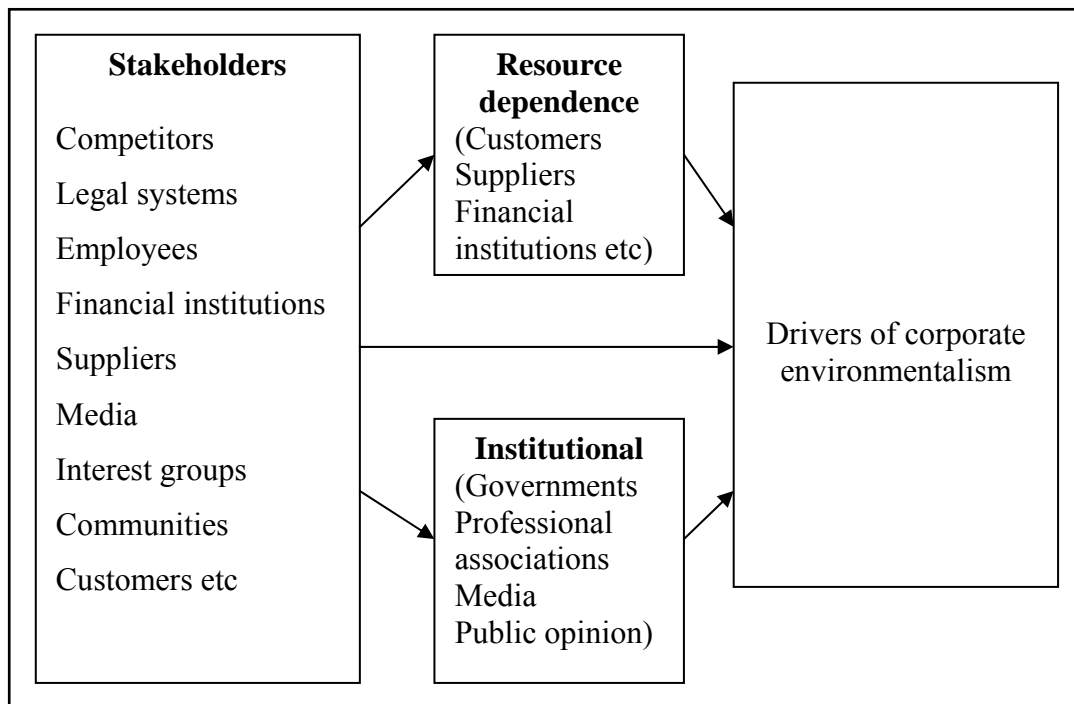 Stakeholders
Competitors
Legal systems
Employees
Financial institutions
Suppliers
Media
Interest groups
Communities
Customers etc
Resource
dependence
(Customers
Suppliers
Financial
institutions etc)
Institutional
(Governments
Professional
associations
Media
Public opinion)
Drivers of corporate
environmentalism